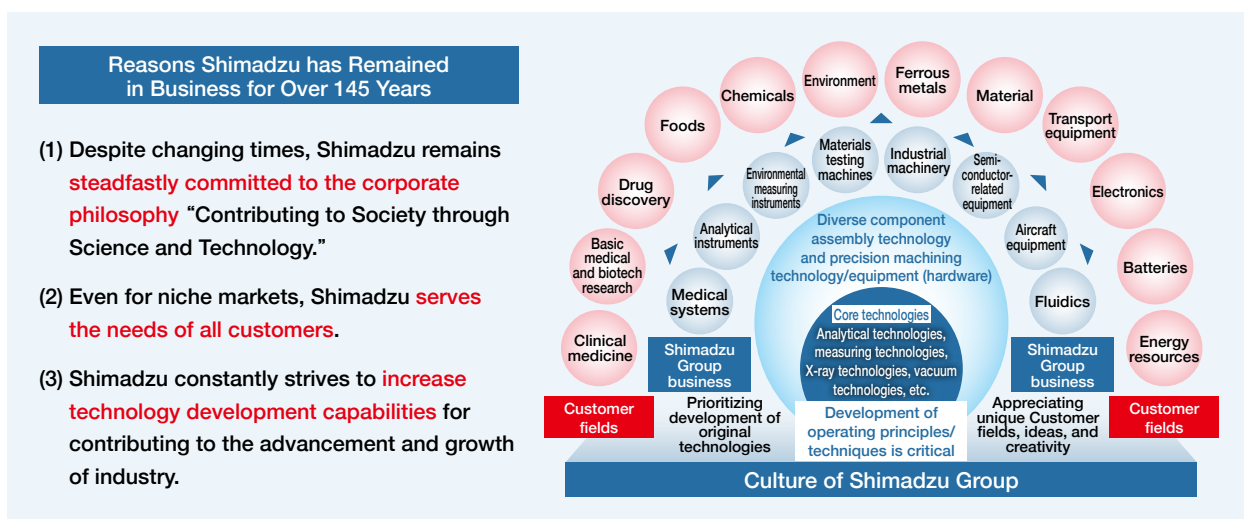 Reasons Shimadzu has Remained
in Business for Over 145 Years
(1) Despite changing times, Shimadzu remains
steadfastly committed to the corporate
philosophy "Contributing to Society through
Science and Technology."
(2) Even for niche markets, Shimadzu serves
the needs of all customers.
(3) Shimadzu constantly strives to increase
technology development capabilities for
contributing to the advancement and growth
of industry.
Clinical
medicine
Basic
medical
and biotech
research
Drug
discovery
Foods
Chemicals
Environment
Ferrous
metals
Material
Transport
equipment
Electronics
Batteries
Energy
resources
Medical
systems
Analytical
instruments
Environmental
measuring
instruments
Materials
testing
machines
Industrial
machinery
Semi-
conductor-
related
equipment
Aircraft
equipment
Fluidics
Diverse component
assembly technology
and precision machining
technology/equipment (hardware)
Core technologies
Analytical technologies,
measuring technologies,
X-ray technologies, vacuum
technologies, etc.
Shimadzu
Group
business
Shimadzu
Group
business
Customer
fields
Prioritizing
development of
original
technologies
Development of
operating principles/
techniques is critical
Appreciating
unique Customer
fields, ideas, and
creativity
Customer
fields
Culture of Shimadzu Group